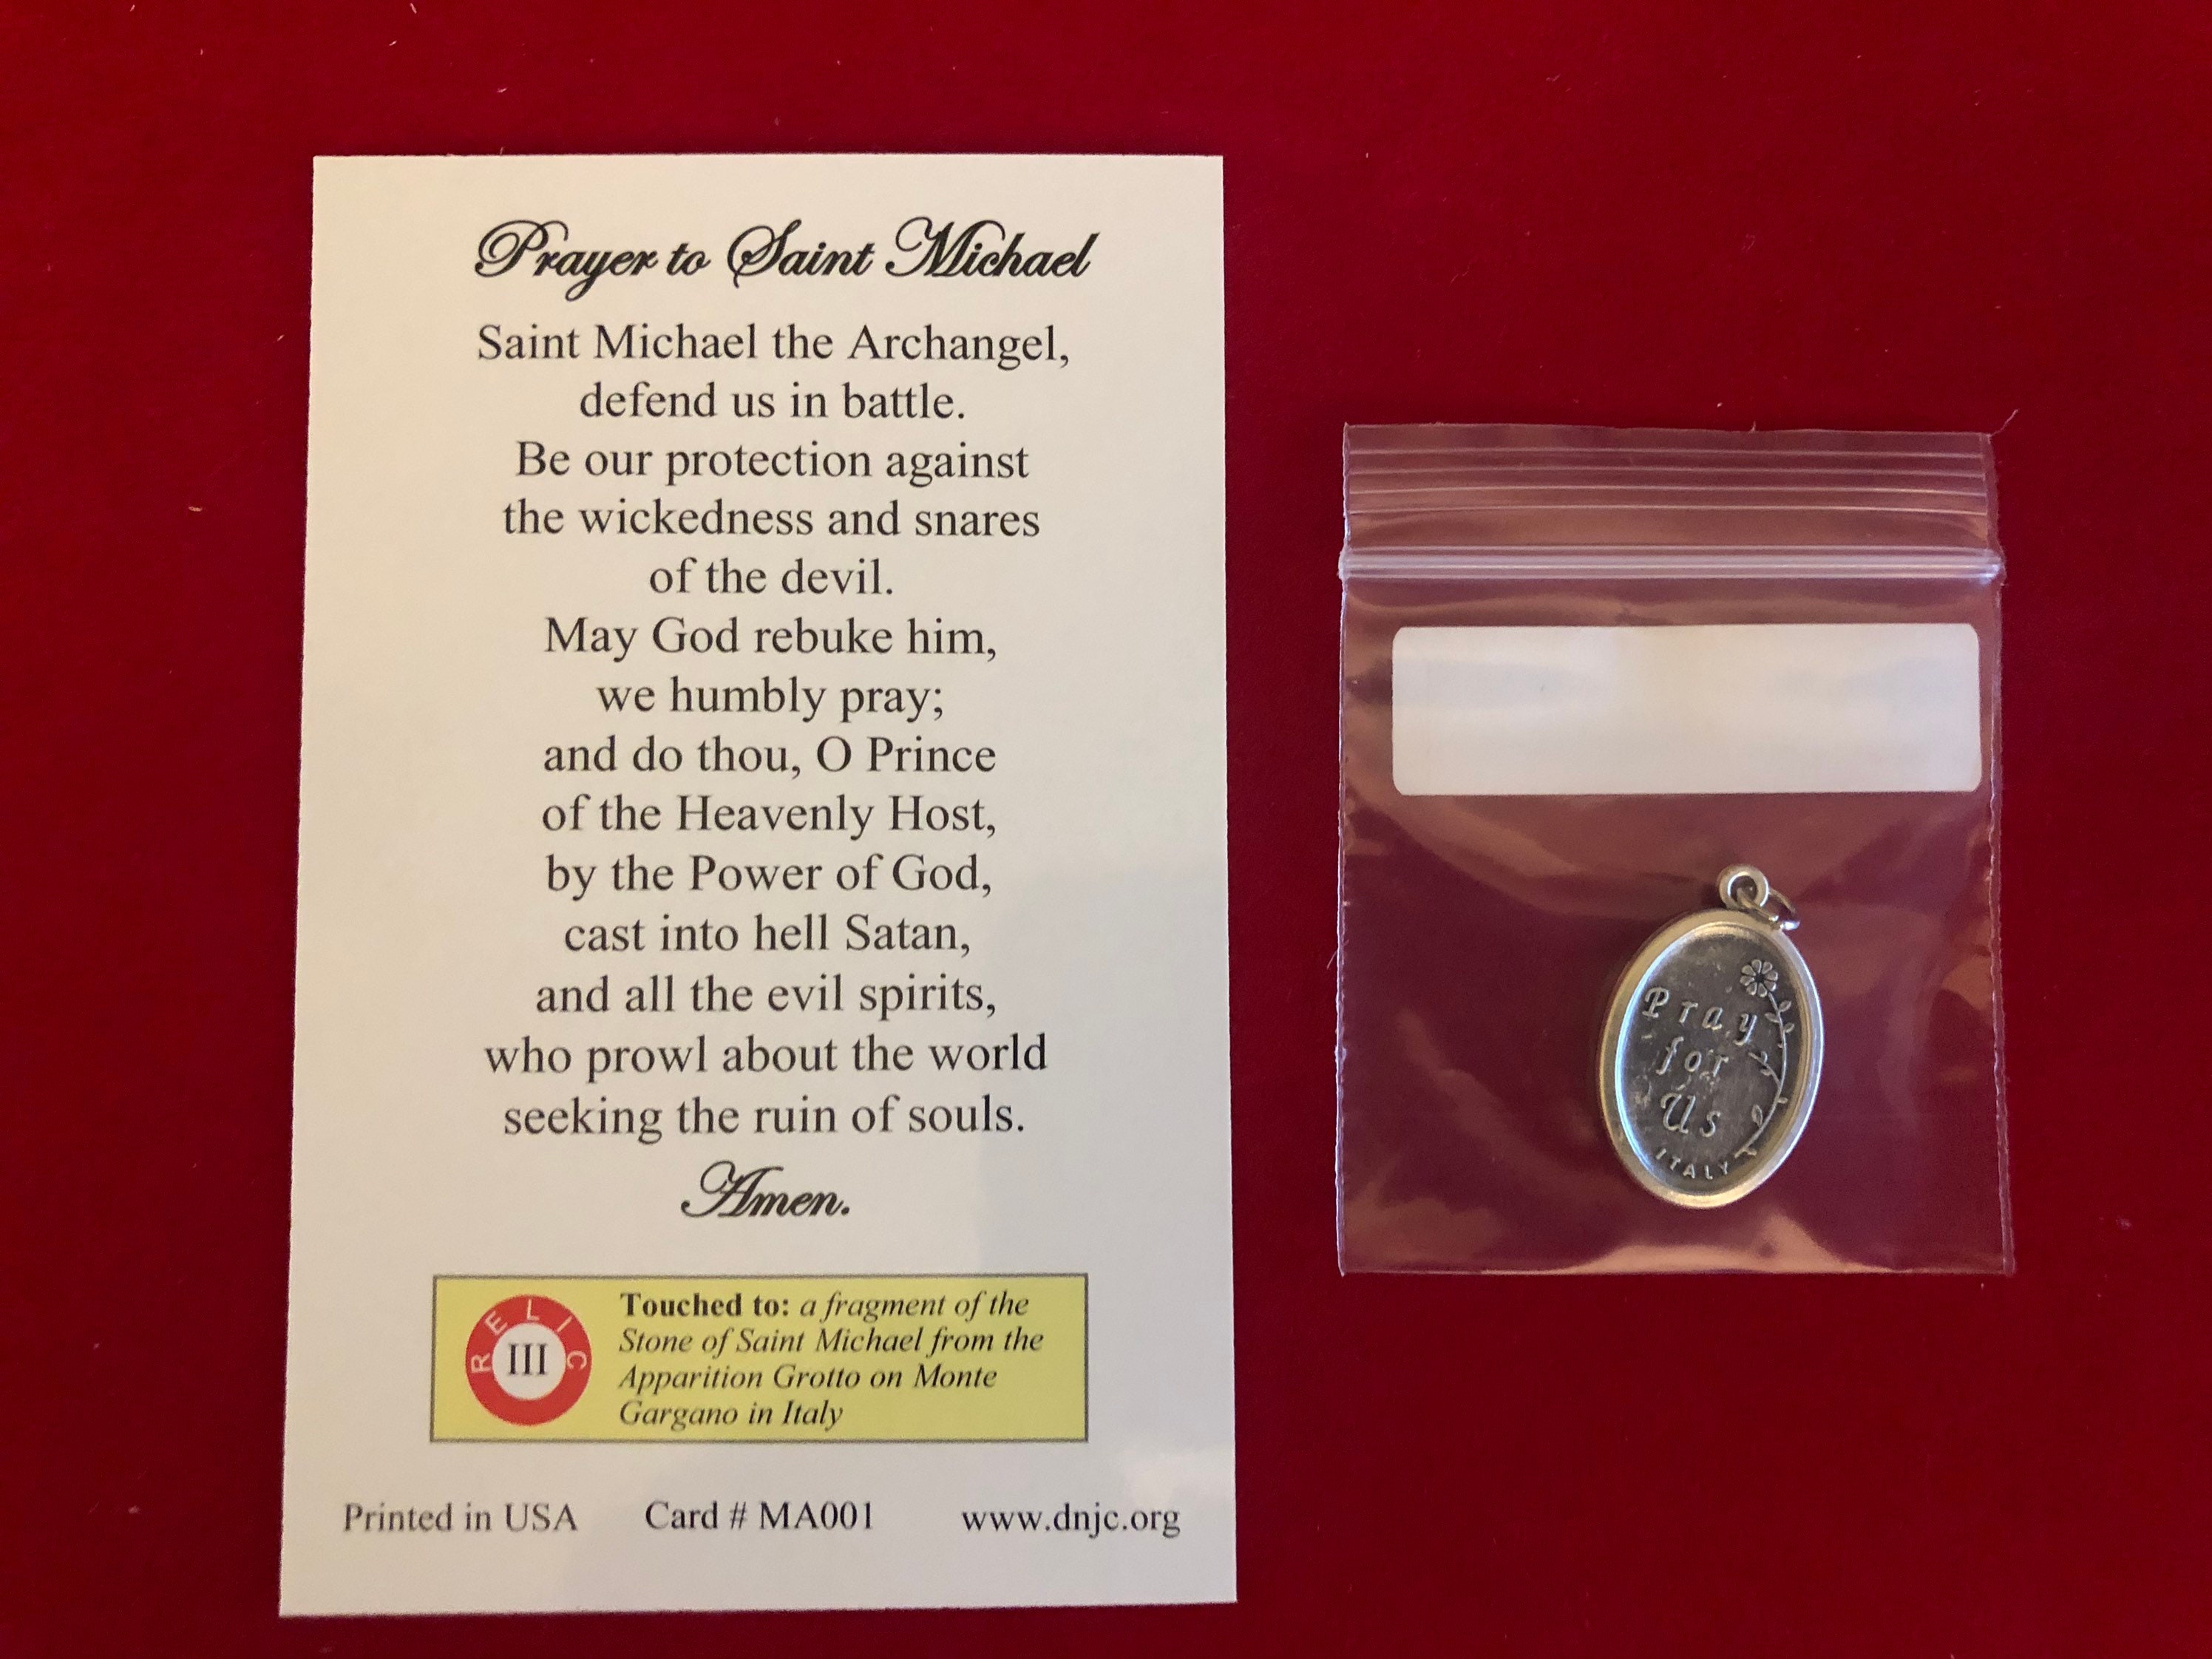 Prayer to Saint Michael
Saint Michael the Archangel,
defend us in battle.
Be our protection against
the wickedness and snares
of the devil.
May God rebuke him,
we humbly pray;
and do thou, O Prince
of the Heavenly Host,
by the Power of God,
cast into hell Satan,
and all the evil spirits,
who prowl about the world
seeking the ruin of souls.
Amen.
RELIC
III
Touched to: a fragment of the
Stone of Saint Michael from the
Apparition Grotto on Monte
Gargano in Italy
Printed in USA Card # MA001 www.dnjc.org
Pray
for
Us
ITALY